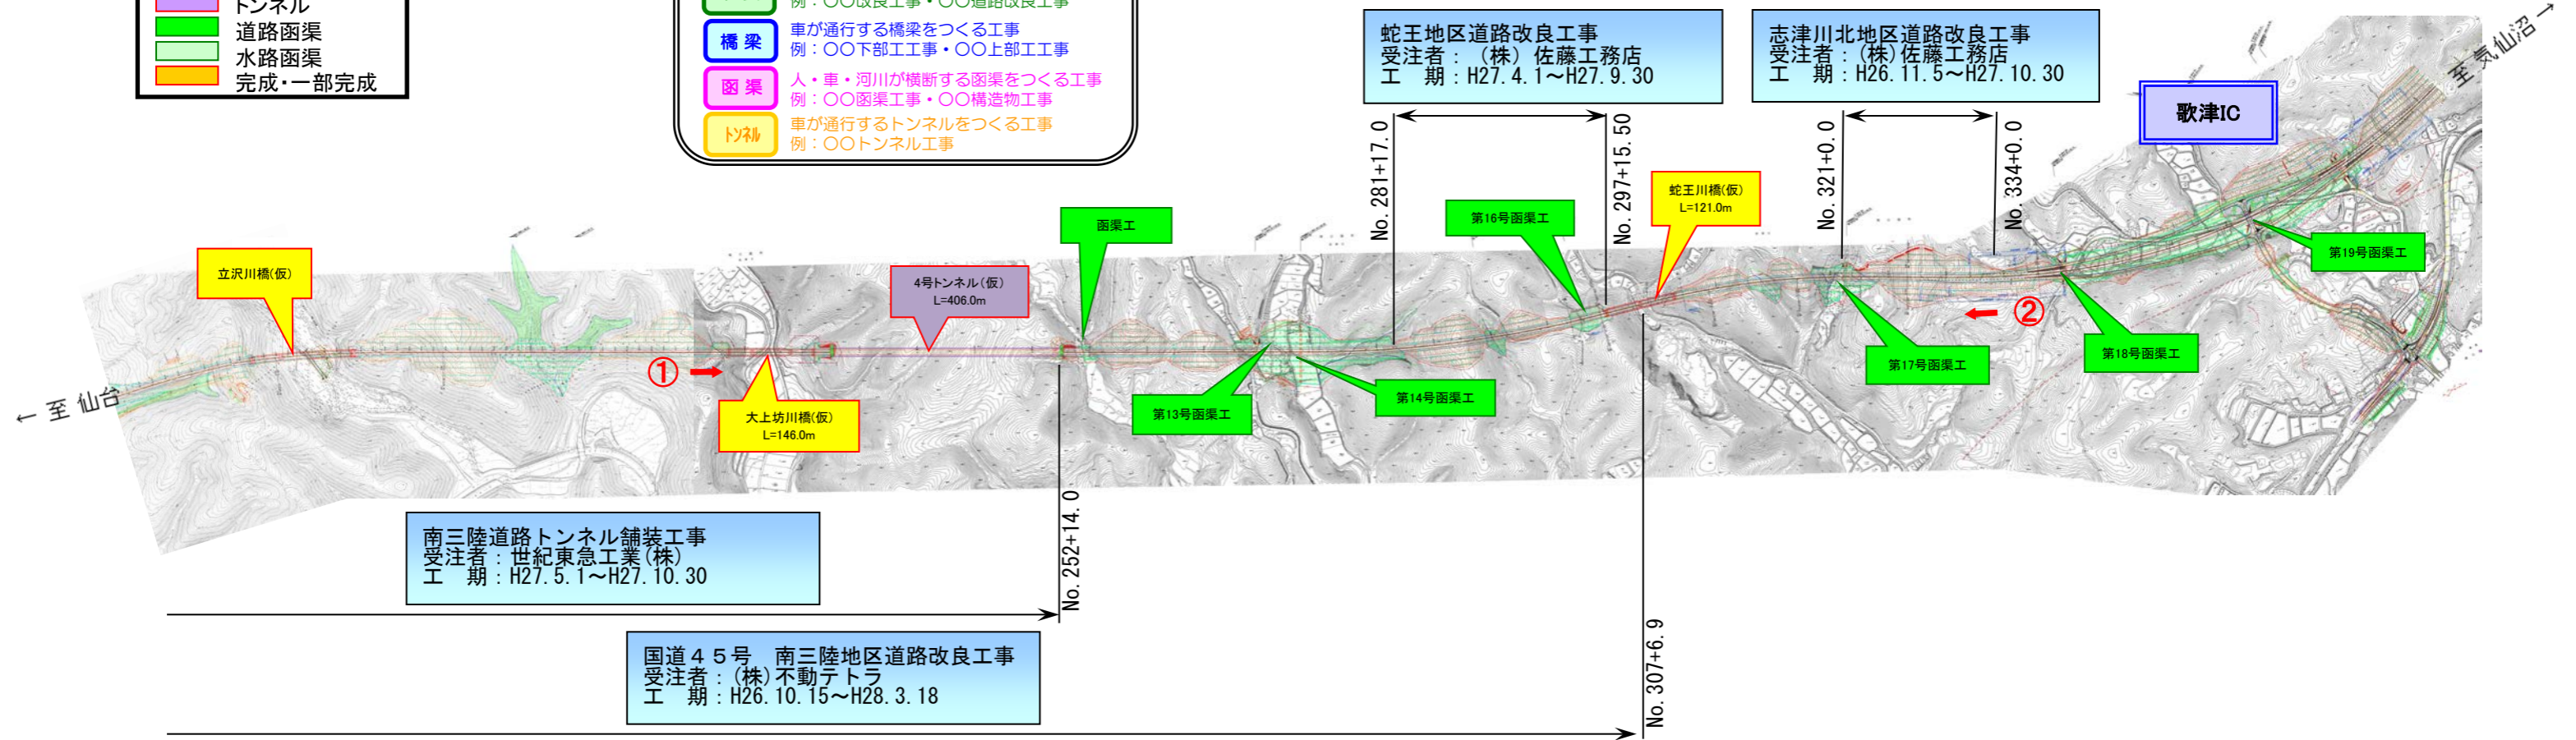 トンネル
道路函渠
水路函渠
完成・一部完成
例：〇〇改良工事・〇〇道路改良工事
橋 梁
車が通行する橋梁をつくる工事
例：〇〇下部工工事・〇〇上部工工事
函 渠
人・車・河川が横断する函渠をつくる工事
例：〇〇函渠工事・〇〇構造物工事
トンネル
車が通行するトンネルをつくる工事
例：〇〇トンネル工事
蛇王地区道路改良工事
受注者：（株）佐藤工務店
工　期：H27.4.1～H27.9.30
志津川北地区道路改良工事
受注者：(株)佐藤工務店
工　期：H26.11.5～H27.10.30
歌津IC
至 気仙沼 →
No.281+17.0
No.297+15.50
No.321+0.0
No.334+0.0
立沢川橋(仮)
4号トンネル(仮)
L=406.0m
函渠工
第16号函渠工
蛇王川橋(仮)
L=121.0m
第19号函渠工
①
②
大上坊川橋(仮)
L=146.0m
第13号函渠工
第14号函渠工
第17号函渠工
第18号函渠工
← 至 仙台
南三陸道路トンネル舗装工事
受注者：世紀東急工業(株)
工　期：H27.5.1～H27.10.30
No.252+14.0
国道４５号　南三陸地区道路改良工事
受注者：(株)不動テトラ
工　期：H26.10.15～H28.3.18
No.307+6.9